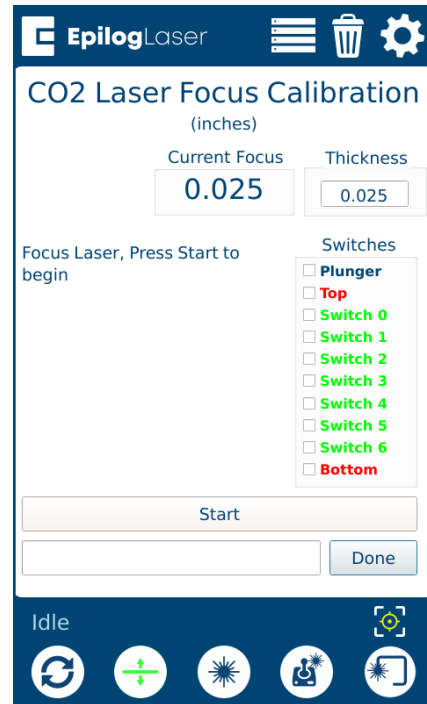 EpilogLaser
CO2 Laser Focus Calibration
(inches)
Current Focus
Thickness
0.025
0.025
Focus Laser, Press Start to
begin
Switches
Plunger
Top
Switch 0
Switch 1
Switch 2
Switch 3
Switch 4
Switch 5
Switch 6
Bottom
Start
Done
Idle